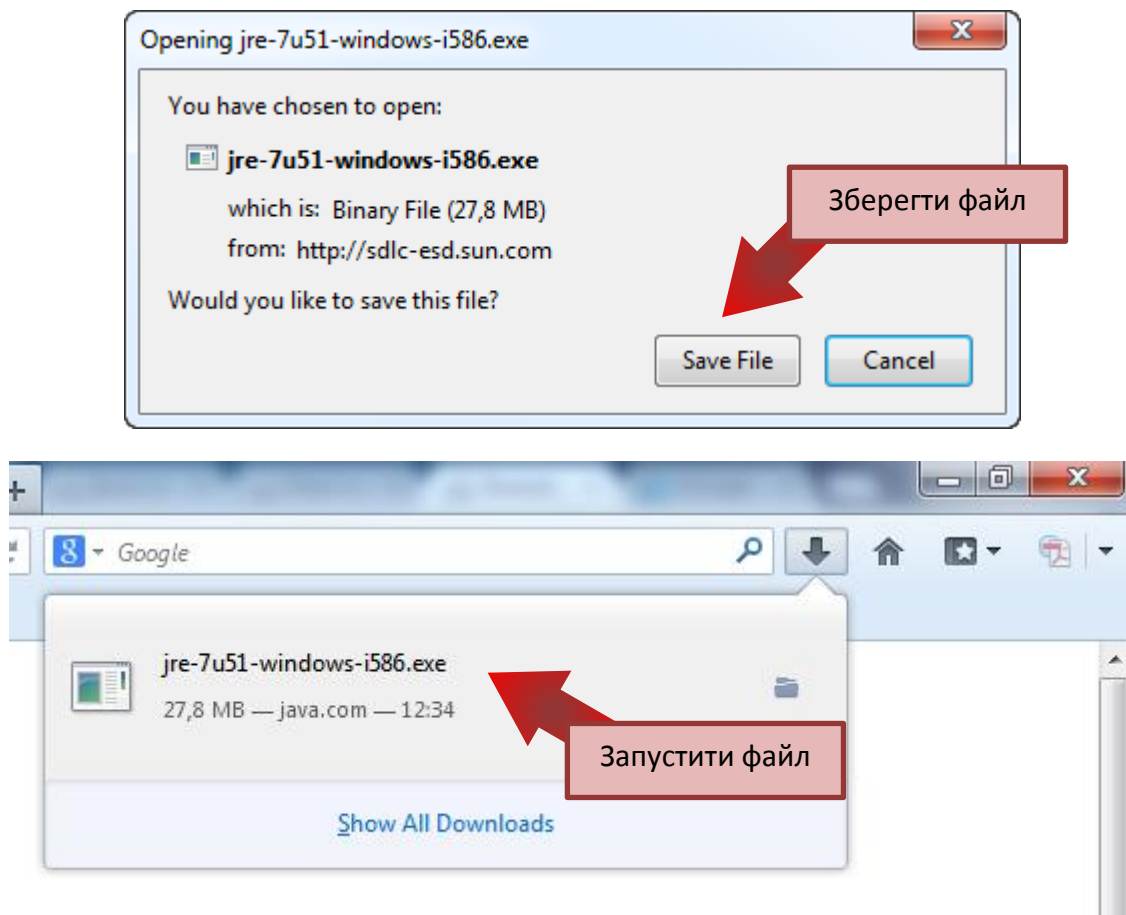 Opening jre-7u51-windows-i586.exe
You have chosen to open:
jre-7u51-windows-i586.exe
which is: Binary File (27,8 MB)
from: http://sdlc-esd.sun.com
Would you like to save this file?
Зберегти файл
Save File
Cancel
Google
jre-7u51-windows-i586.exe
27,8 MB — java.com — 12:34
Запустити файл
Show All Downloads